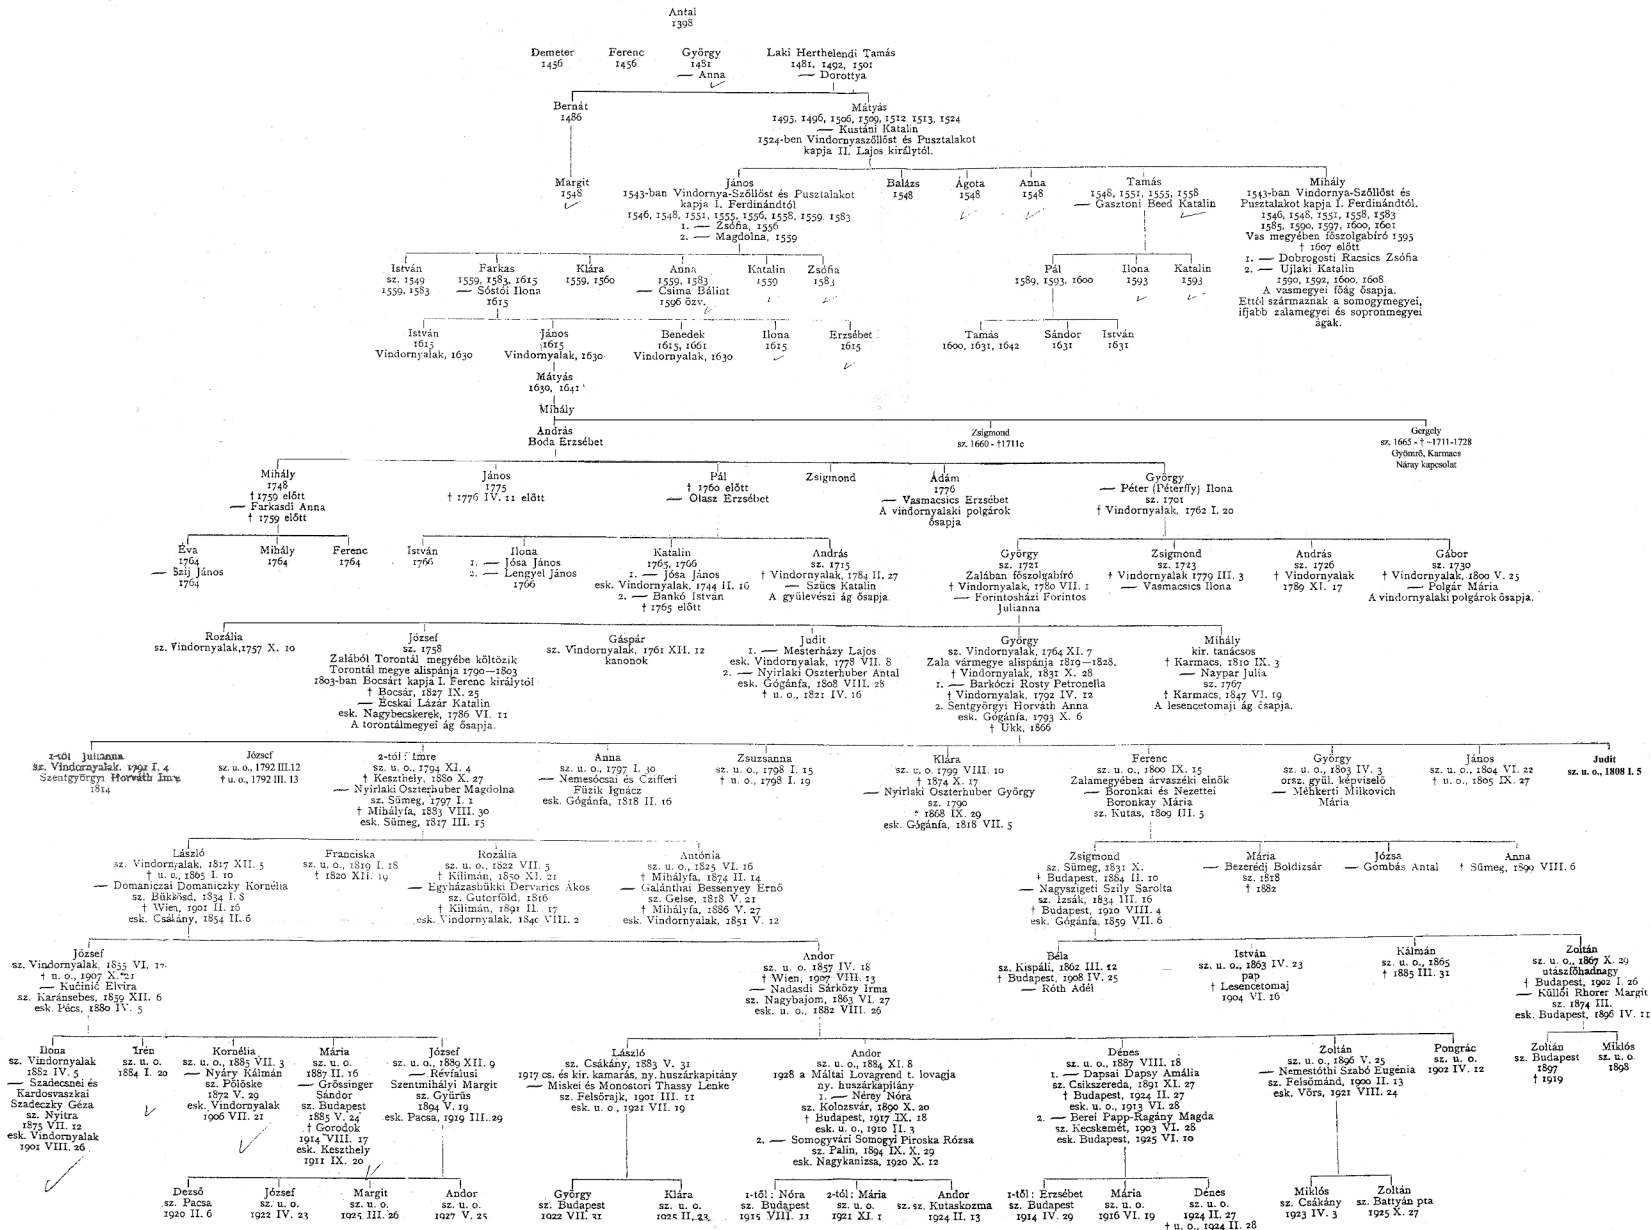 Antal
1398
Demeter
1456
Ferenc
1456
György
1481
— Anna
Laki Herthelendi Tamás
1481, 1492, 1501
— Dorottya
Bernát
1486
Mátyás
1495, 1496, 1506, 1509, 1512 1513, 1524
— Kustáni Katalin
1524-ben Vindornyaszőllőst és Pusztalakot
kapja II. Lajos királytól.
Margit
1548
János
1543-ban Vindornya-Szőllőst és Pusztalakot
kapja I. Ferdinándtól
1546, 1548, 1551, 1555, 1556, 1558, 1559. 1583
1. — Zsófia, 1556
2. — Magdolna, 1559
Balázs
1548
Ágota
1548
Anna
1548
Tamás
1548, 1551, 1555, 1558
— Gasztoni Beed Katalin
Mihály
1543-ban Vindornya-Szőllőst és
Pusztalakot kapja I. Ferdinándtól.
1546, 1548, 1551, 1558, 1583
1585, 1590, 1597, 1600, 1601
Vas megyében főszolgabíró 1595
† 1607 előtt
1. — Dobrogosti Racsics Zsófia
2. — Ujlaki Katalin
1590, 1592, 1600, 1608
A vasmegyei főág ősapja.
Ettől származnak a somogymegyei,
ifjabb zalamegyei és sopronmegyei
ágak.
István
sz. 1549
1559, 1583
Farkas
1559, 1583, 1615
— Sóstói Ilona
1615
Klára
1559, 1560
Anna
1559, 1583
— Csima Bálint
1596 özv.
Katalin
1559
Zsófia
1583
Pál
1589, 1593, 1600
Ilona
1593
Katalin
1593
István
1615
Vindornyalak, 1630
János
1615
Vindornyalak, 1630
Benedek
1615, 1661
Vindornyalak, 1630
Ilona
1615
Erzsébet
1615
Tamás
1600, 1631, 1642
Sándor
1631
István
1631
Mátyás
1630, 1641
Mihály
András
Boda Erzsébet
Zsigmond
sz. 1660 - †1711e
Gergely
sz. 1665 - † ~1711-1728
Gyömrő, Karmacs
Náray kapcsolat
Mihály
1748
† 1759 előtt
— Farkasdi Anna
† 1759 előtt
János
1775
† 1776 IV. 11 előtt
Pál
† 1760 előtt
— Olasz Erzsébet
Zsigmond
Ádám
1776
— Vasmacsics Erzsébet
A vindornyalaki polgárok
ősapja
György
— Péter (Péterffy) Ilona
sz. 1701
† Vindornyalak, 1762 I. 20
Éva
1764
— Szij János
1764
Mihály
1764
Ferenc
1764
István
1766
Ilona
1. — Jósa János
2. — Lengyel János
1766
Katalin
1765, 1766
1. — Jósa János
esk. Vindornyalak, 1744 II. 16
2. — Bankó István
† 1765 előtt
András
sz. 1715
† Vindornyalak, 1784 II. 27
— Szücs Katalin
A gyülevészi ág ősapja.
György
sz. 1721
Zalában főszolgabíró
† Vindornyalak, 1780 VII. 1
— Forintosházi Forintos
Julianna
Zsigmond
sz. 1723
† Vindornyalak 1779 III. 3
— Vasmacsics Ilona
András
sz. 1726
† Vindornyalak
1789 XI. 17
Gábor
sz. 1730
† Vindornyalak, 1800 V. 25
— Polgár Mária
A vindornyalaki polgárok ősapja.
Rozália
sz. Vindornyalak,1757 X. 10
József
sz. 1758
Zalából Torontál megyébe költözik
Torontál megye alispánja 1790—1803
1803-ban Bocsárt kapja I. Ferenc királytól
† Bocsár, 1827 IX. 25
— Écskai Lázár Katalin
esk. Nagybecskerek, 1786 VI. 11
A torontálmegyei ág ősapja.
Gáspár
sz. Vindornyalak, 1761 XII. 12
kanonok
Judit
1. — Mesterházy Lajos
esk. Vindornyalak, 1778 VII. 8
2. — Nyirlaki Oszterhuber Antal
esk. Gógánfa, 1808 VIII. 28
† u. o., 1821 IV. 16
György
sz. Vindornyalak, 1764 XI. 7
Zala vármegye alispánja 1819—1828.
† Vindornyalak, 1831 X. 28
1. — Barkóczi Rosty Petronella
† Vindornyalak, 1792 IV. 12
2. Sentgyörgyi Horváth Anna
esk. Gógánfa, 1793 X. 6
† Ukk, 1866
Mihály
kir. tanácsos
† Karmacs, 1810 IX. 3
— Naypar Julia
sz. 1767
† Karmacs, 1847 VI. 19
A lesencetomaji ág ősapja.
1-től Julianna
sz. Vindornyalak, 1791 I. 4
Szentgyörgyi Horváth Imre
1814
József
sz. u. o., 1792 III.12
† u. o., 1792 III. 13
2-tól: Imre
sz. u. o., 1794 XI. 4
† Keszthely, 1880 X. 27
— Nyirlaki Oszterhuber Magdolna
sz. Sümeg, 1797 I. 1
† Mihályfa, 1883 VIII. 30
esk. Sümeg, 1817 III. 15
Anna
sz. u. o., 1797 I. 30
— Nemesócsai és Czifferi
Füzik Ignácz
esk. Gógánfa, 1818 II. 16
Zsuzsanna
sz. u. o., 1798 I. 15
† u. o., 1798 I. 19
Klára
sz. u. o. 1799 VIII. 10
† 1874 X. 17
— Nyirlaki Oszterhuber György
sz. 1790
† 1868 IX. 29
esk. Gógánfa, 1818 VII. 5
Ferenc
sz. u. o., 1800 IX. 15
Zalamegyében árvaszéki elnök
— Boronkai és Nezettei
Boronkay Mária
sz. Kutas, 1809 III. 5
György
sz. u. o., 1803 IV. 3
orsz. gyül. képviselő
— Méhkerti Milkovich
Mária
János
sz. u. o., 1804 VI. 22
† u. o., 1805 IX. 27
Judit
sz. u. o., 1808 I. 5
László
sz. Vindornyalak, 1817 XII. 5
† u. o., 1865 I. 10
— Domaniczai Domaniczky Kornélia
sz. Bükkösd, 1834 I. 8
† Wien, 1901 II. 16
esk. Csálány, 1854 II. 6
Franciska
sz. u. o., 1819 I. 18
† 1820 XII. 19
Rozália
sz. u. o., 1822 VII. 5
† Kilimán, 1850 XI. 21
— Egyházasbükki Dervarics Ákos
sz. Gutorföld, 1816
† Kilimán, 1891 II. 17
esk. Vindornyalak, 1840 VIII. 2
Antónia
sz. u. o., 1825 VI. 16
† Mihályfa, 1874 II. 14
— Galánthai Bessenyey Ernő
sz. Gelse, 1818 V. 21
† Mihályfa, 1886 V. 27
esk. Vindornyalak, 1851 V. 12
Zsigmond
sz. Sümeg, 1831 X.
† Budapest, 1884 II. 10
— Nagyszigeti Szily Sarolta
sz. Izsák, 1834 III. 16
† Budapest, 1910 VIII. 4
esk. Gógánfa, 1859 VII. 6
Mária
— Bezerédj Boldizsár
sz. 1818
† 1882
Józsa
— Gombás Antal
Anna
† Sümeg, 1899 VIII. 6
József
sz. Vindornyalak, 1855 VI. 17
† u. o., 1907 X. 21
— Kučinić Elvira
sz. Karánsebes, 1859 XII. 6
esk. Pécs, 1880 IV. 5
Andor
sz. u. o. 1857 IV. 18
† Wien, 1907 VIII. 13
— Nadasdi Sárközy Irma
sz. Nagybajom, 1863 VI. 27
esk. u. o., 1882 VIII. 26
Béla
sz. Kispáli, 1862 III. 12
† Budapest, 1908 IV. 25
— Róth Adél
István
sz. u. o., 1863 IV. 23
pap
† Lesencetomaj
1904 VI. 16
Kálmán
sz. u. o., 1865
† 1885 III. 31
Zoltán
sz. u. o., 1867 X. 29
utászfőhadnagy
† Budapest, 1902 I. 26
— Küllői Rhorer Margit
sz. 1874 III.
esk. Budapest, 1896 IV. 11
Ilona
sz. Vindornyalak
1882 IV. 5
— Szadecsnei és
Kardosvaszkai
Szadeczky Géza
sz. Nyitra
1875 VII. 12
esk. Vindornyalak
1901 VIII. 26
Irén
sz. u. o.
1884 I. 20
Kornélia
sz. u. o., 1885 VII. 3
— Nyáry Kálmán
sz. Pölöske
1872 V. 29
esk. Vindornyalak
1906 VII. 21
Mária
sz. u. o.
1887 II. 16
— Grössinger
Sándor
sz. Budapest
1885 V. 24
† Gorodok
1914 VIII. 17
esk. Keszthely
1911 IX. 20
József
sz. u. o., 1889 XII. 9
— Révfalusi
Szentmihályi Margit
sz. Gyürüs
1894 V. 19
esk. Pacsa, 1919 III. 29
László
sz. Csákány, 1883 V. 31
1917 cs. és kir. kamarás, ny. huszárkapitány
— Miskei és Monostori Thassy Lenke
sz. Felsőrajk, 1901 III. 11
esk. u. o., 1921 VII. 19
Andor
sz. u. o., 1884 XI. 8
1928 a Máltai Lovagrend t. lovagja
ny. huszárkapitány
1. — Nérey Nóra
sz. Kolozsvár, 1890 X. 20
† Budapest, 1917 IX. 18
esk. u. o., 1910 II. 3
2. — Somogyvári Somogyi Piroska Rózsa
sz. Palin, 1894 IX. X. 29
esk. Nagykanizsa, 1920 X. 12
Dénes
sz. u. o., 1887 VIII. 18
1. — Dapsai Dapsy Amália
sz. Csikszereda, 1891 XI. 27
† Budapest, 1924 II. 27
esk. u. o., 1913 VI. 28
2. — Berei Papp-Ragány Magda
sz. Kecskemét, 1903 VI. 28
esk. Budapest, 1925 VI. 10
Zoltán
sz. u. o., 1896 V. 25
— Nemestóthi Szabó Eugénia
sz. Felsőmánd, 1900 II. 13
esk. Vörs, 1921 VIII. 24
Pongrác
sz. u. o.
1902 IV. 12
Zoltán
sz. Budapest
1897
† 1919
Miklós
sz. u. o.
1898
Dezső
sz. Pacsa
1920 II. 6
József
sz. u. o.
1922 IV. 23
Margit
sz. u. o.
1925 III. 26
Andor
sz. u. o.
1927 V. 25
György
sz. Budapest
1922 VII. 31
Klára
sz. u. o.
1925 II. 23
1-től: Nóra
sz. Budapest
1915 VIII. 11
2-tól: Mária
sz. u. o.
1921 XI. 1
Andor
sz. sz. Kutaskozma
1924 II. 13
1-től: Erzsébet
sz. Budapest
1914 IV. 29
Mária
sz. u. o.
1916 VI. 19
Dénes
sz. u. o.
1924 II. 27
† u. o., 1924 II. 28
Miklós
sz. Csákány
1923 IV. 3
Zoltán
sz. Battyán pta
1925 X. 27